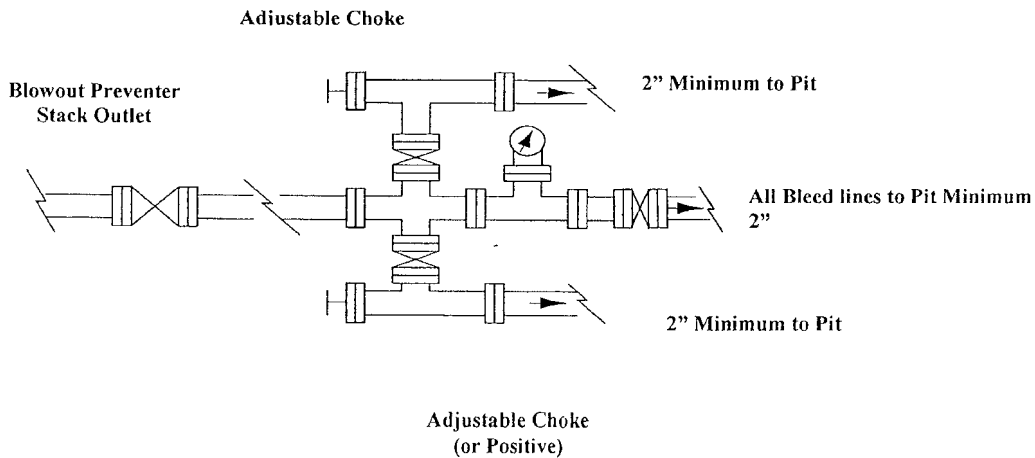 Adjustable Choke
Blowout Preventer
Stack Outlet
2” Minimum to Pit
All Bleed lines to Pit Minimum
2”
2” Minimum to Pit
Adjustable Choke
(or Positive)